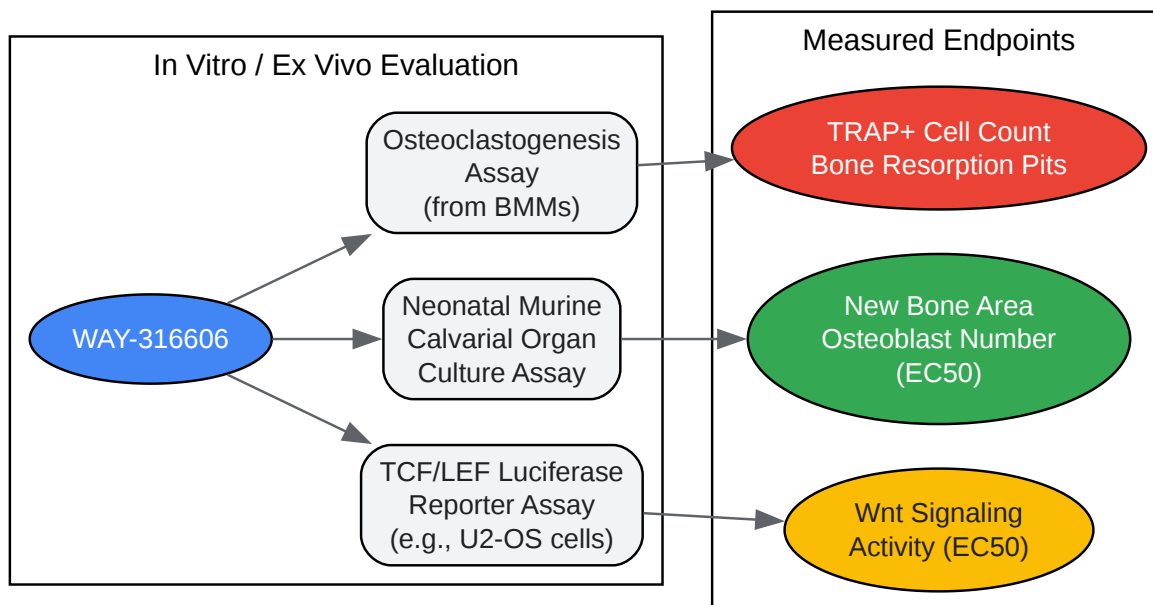 In Vitro / Ex Vivo Evaluation
WAY-316606
Osteoclastogenesis
Assay
(from BMMs)
Neonatal Murine
Calvarial Organ
Culture Assay
TCF/LEF Luciferase
Reporter Assay
(e.g., U2-OS cells)
Measured Endpoints
TRAP+ Cell Count
Bone Resorption Pits
New Bone Area
Osteoblast Number
(EC50)
Wnt Signaling
Activity (EC50)